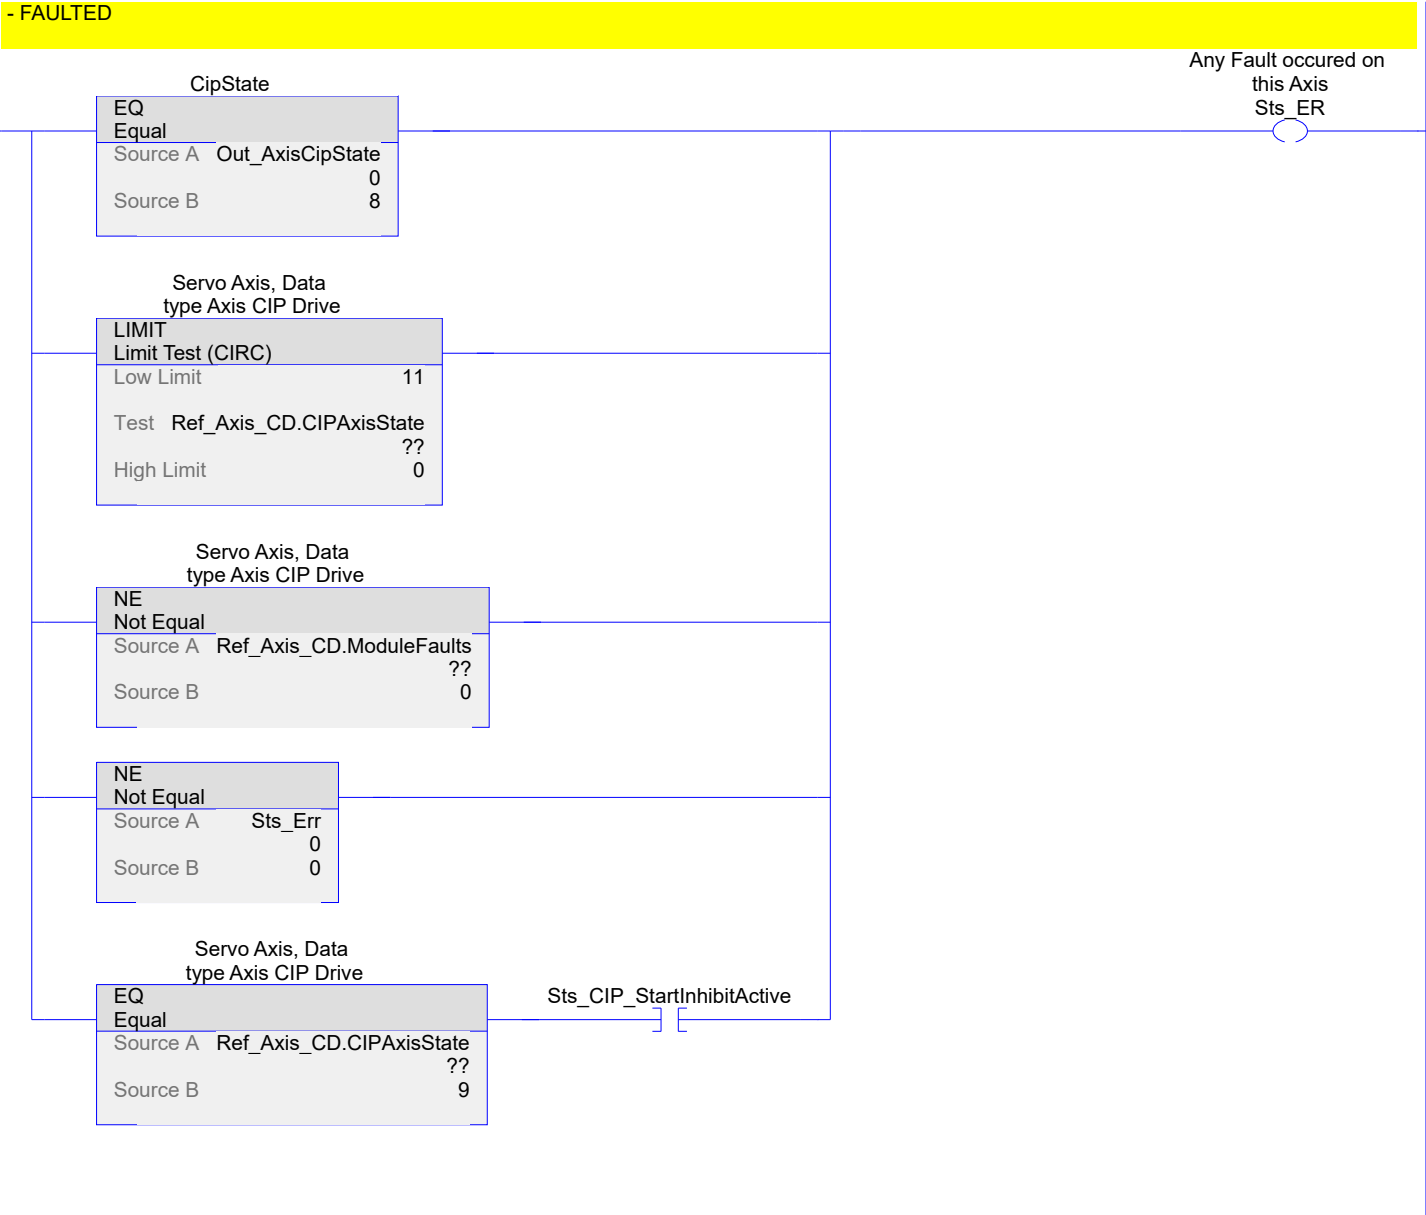 - FAULTED
Any Fault occured on
this Axis
Sts_ER
CipState
EQ
Equal
Source A Out_AxisCipState
0
Source B 8
Servo Axis, Data
type Axis CIP Drive
LIMIT
Limit Test (CIRC)
Low Limit 11
Test Ref_Axis_CD.CIPAxisState
??
High Limit 0
Servo Axis, Data
type Axis CIP Drive
NE
Not Equal
Source A Ref_Axis_CD.ModuleFaults
??
Source B 0
NE
Not Equal
Source A Sts_Err
0
Source B 0
Servo Axis, Data
type Axis CIP Drive
EQ
Equal
Source A Ref_Axis_CD.CIPAxisState
??
Source B 9
Sts_CIP_StartInhibitActive